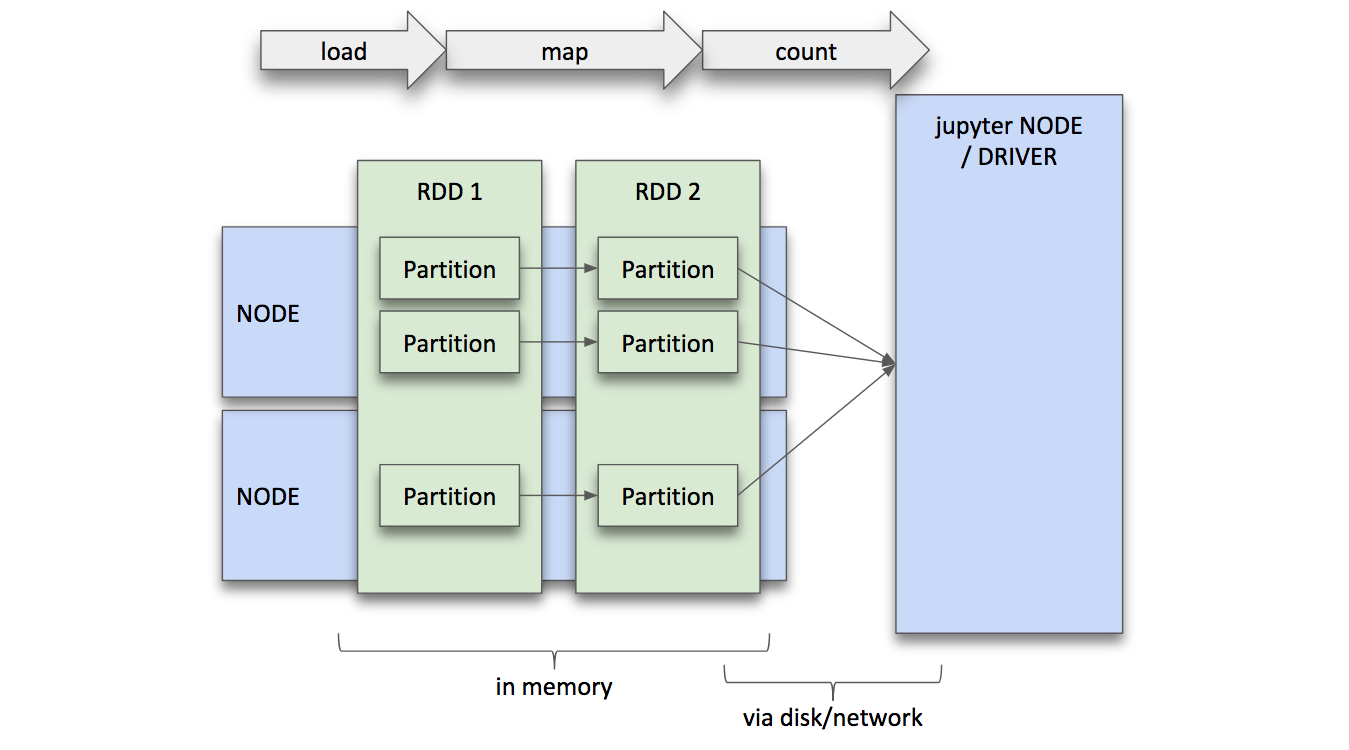 load
map
count
jupyter NODE
/ DRIVER
RDD 1
RDD 2
NODE
Partition
Partition
Partition
Partition
NODE
Partition
Partition
in memory
via disk/network